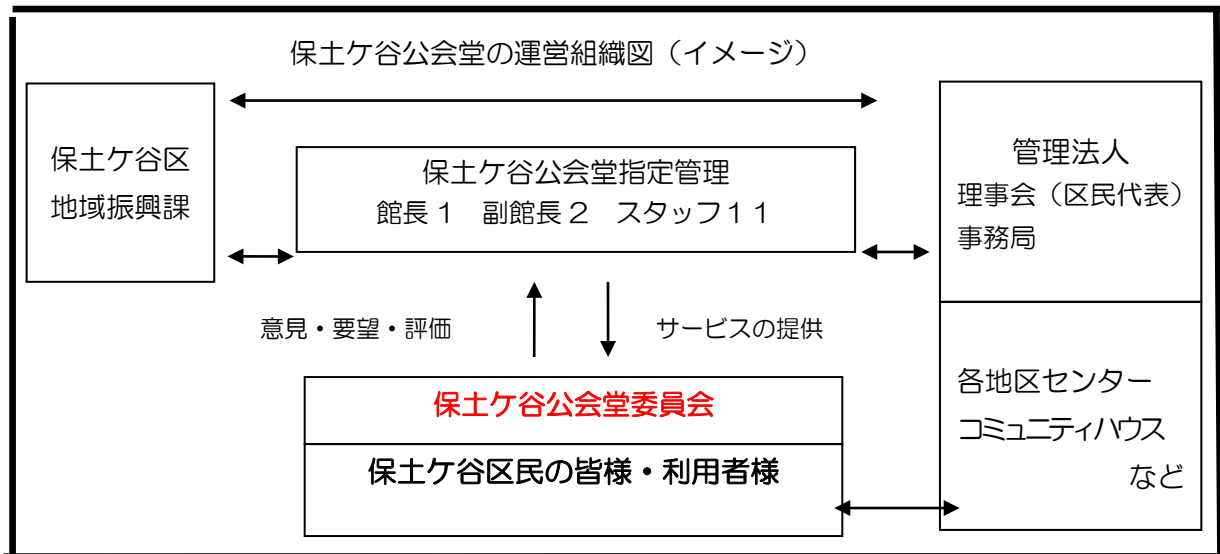 保土ケ谷公会堂の運営組織図（イメージ）
保土ケ谷区
地域振興課
保土ケ谷公会堂指定管理
館長１　副館長２　スタッフ１１
管理法人
理事会（区民代表）
事務局
意見・要望・評価
サービスの提供
保土ケ谷公会堂委員会
保土ケ谷区民の皆様・利用者様
各地区センター
コミュニティハウス
など